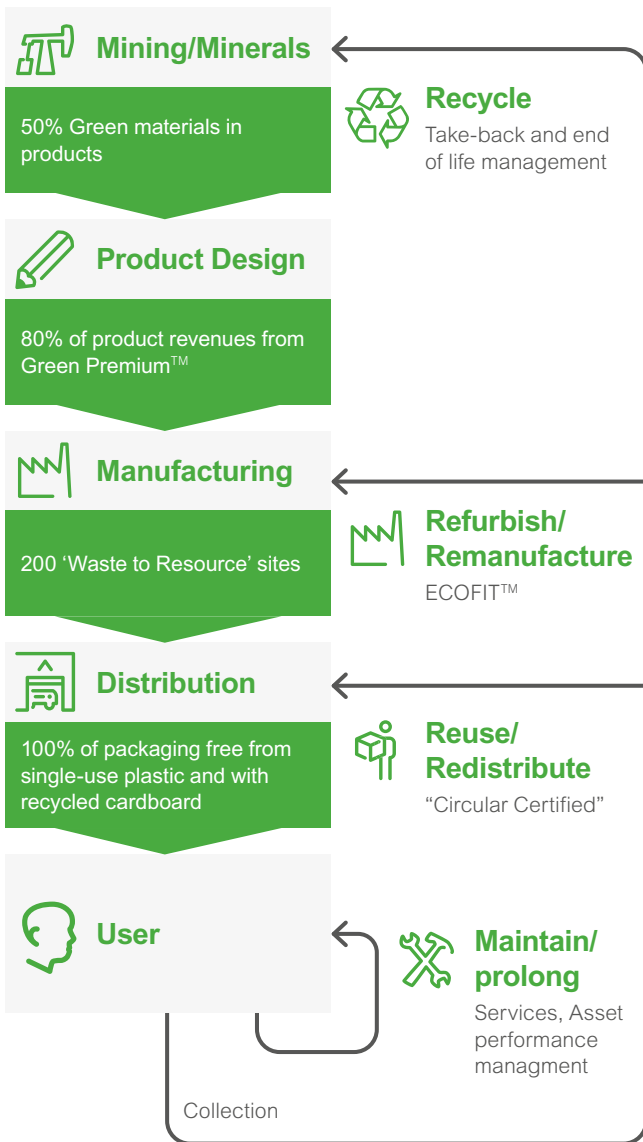 Mining/Minerals
50% Green materials in
products
Recycle
Take-back and end
of life management
Product Design
80% of product revenues from
Green Premium™
Manufacturing
200 ‘Waste to Resource’ sites
Refurbish/
Remanufacture
ECOFIT™
Distribution
100% of packaging free from
single-use plastic and with
recycled cardboard
Reuse/
Redistribute
“Circular Certified”
User
Maintain/
prolong
Services, Asset
performance
managment
Collection